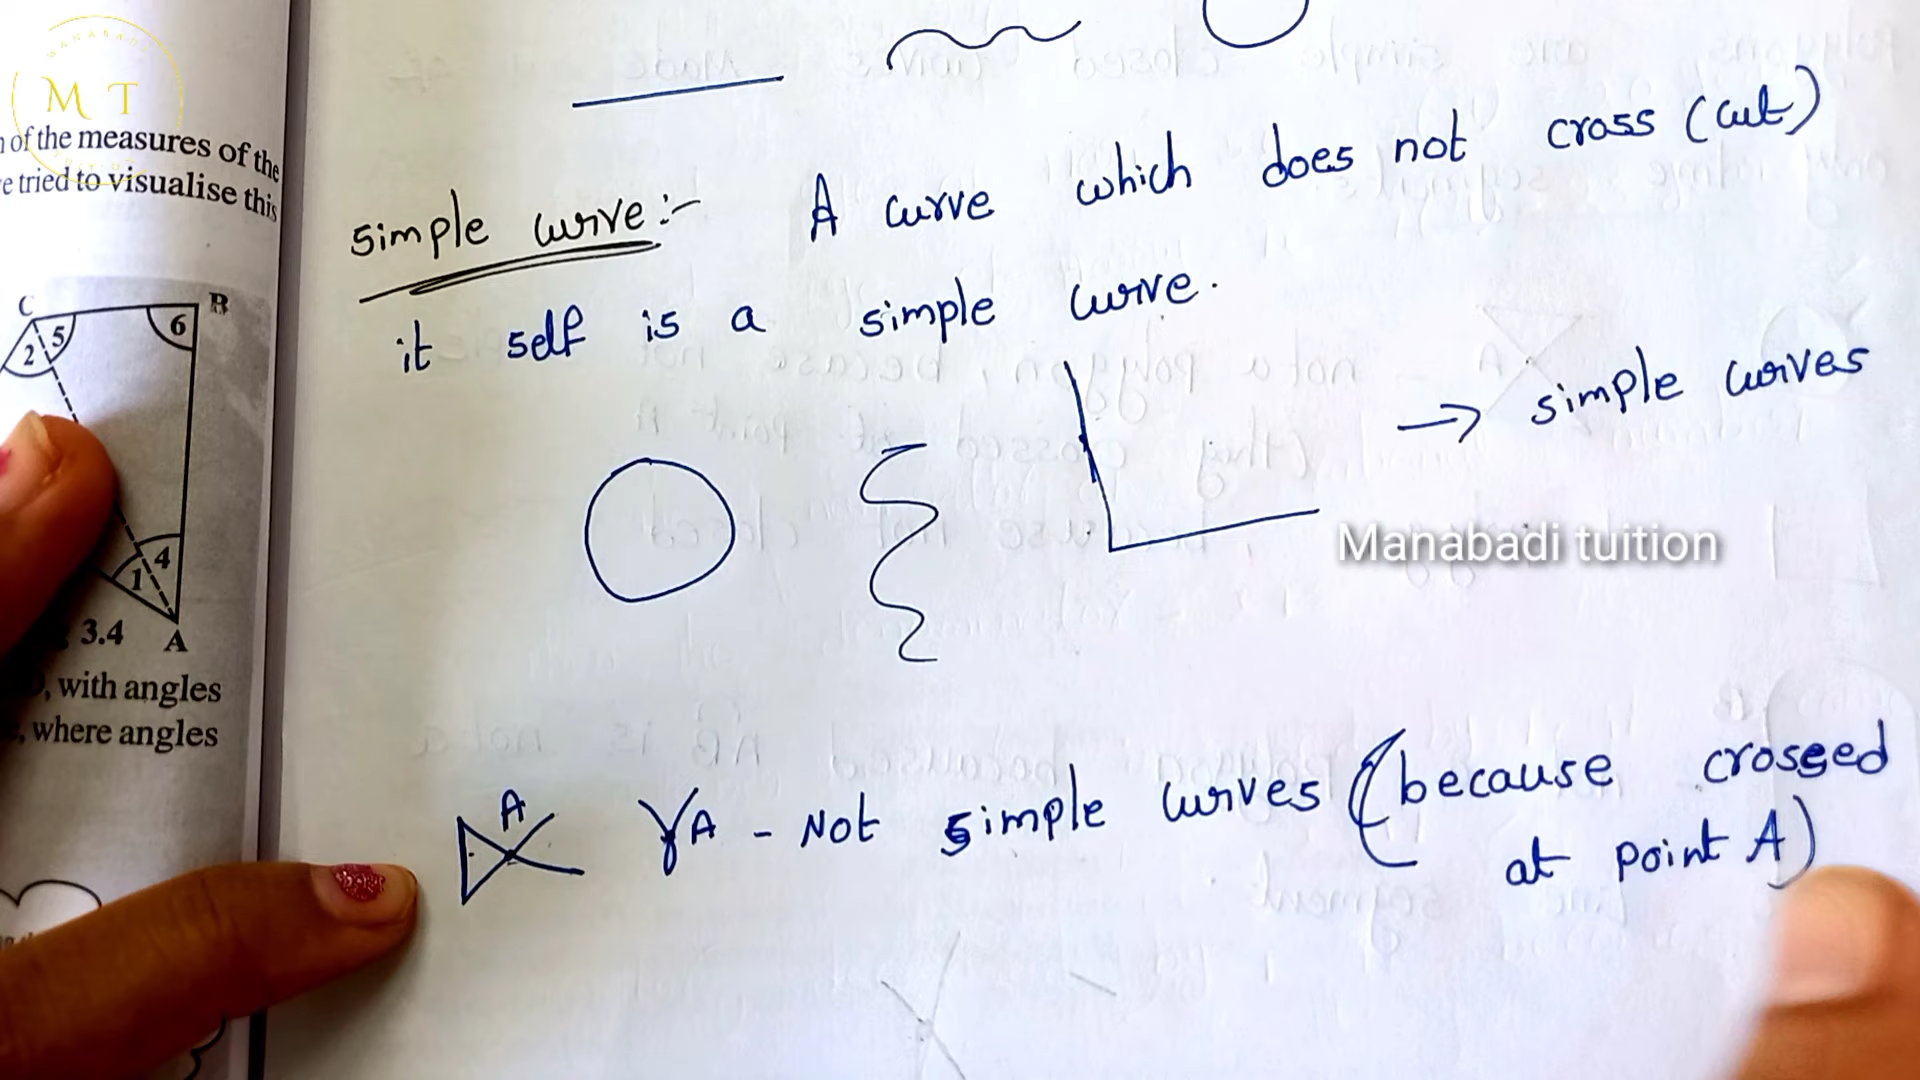 MANABADI
M T
of the measures of the
e tried to visualise this
C
B
5
6
2
4
1
3.4
A
, with angles
, where angles
simple curve:- A curve which does not cross (cut)
it self is a simple curve.
→ simple curves
Manabadi tuition
A
A - Not simple curves (because crossed
at point A)